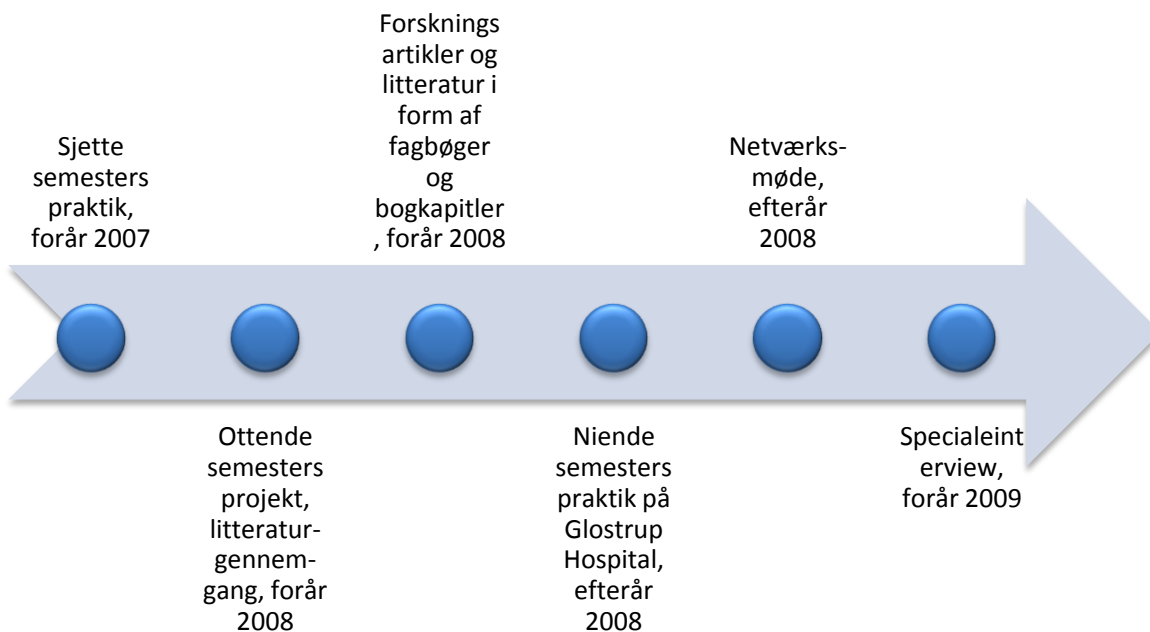 Sjette
semesters
praktik,
forår 2007
Ottende
semesters
projekt,
litteratur-
gennem-
gang, forår
2008
Forsknings
artikler og
litteratur i
form af
fagbøger
og
bogkapitler
, forår 2008
Niende
semesters
praktik på
Glostrup
Hospital,
efterår
2008
Netværks-
møde,
efterår
2008
Specialeint
erview,
forår 2009